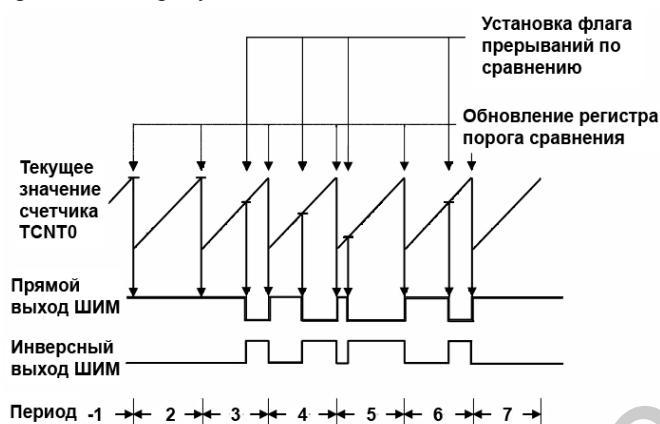 Установка флага
прерываний по
сравнению
Обновление регистра
порога сравнения
Текущее
значение
счетчика
TCNT0
Прямой
выход ШИМ
Инверсный
выход ШИМ
Период -1 2 3 4 5 6 7